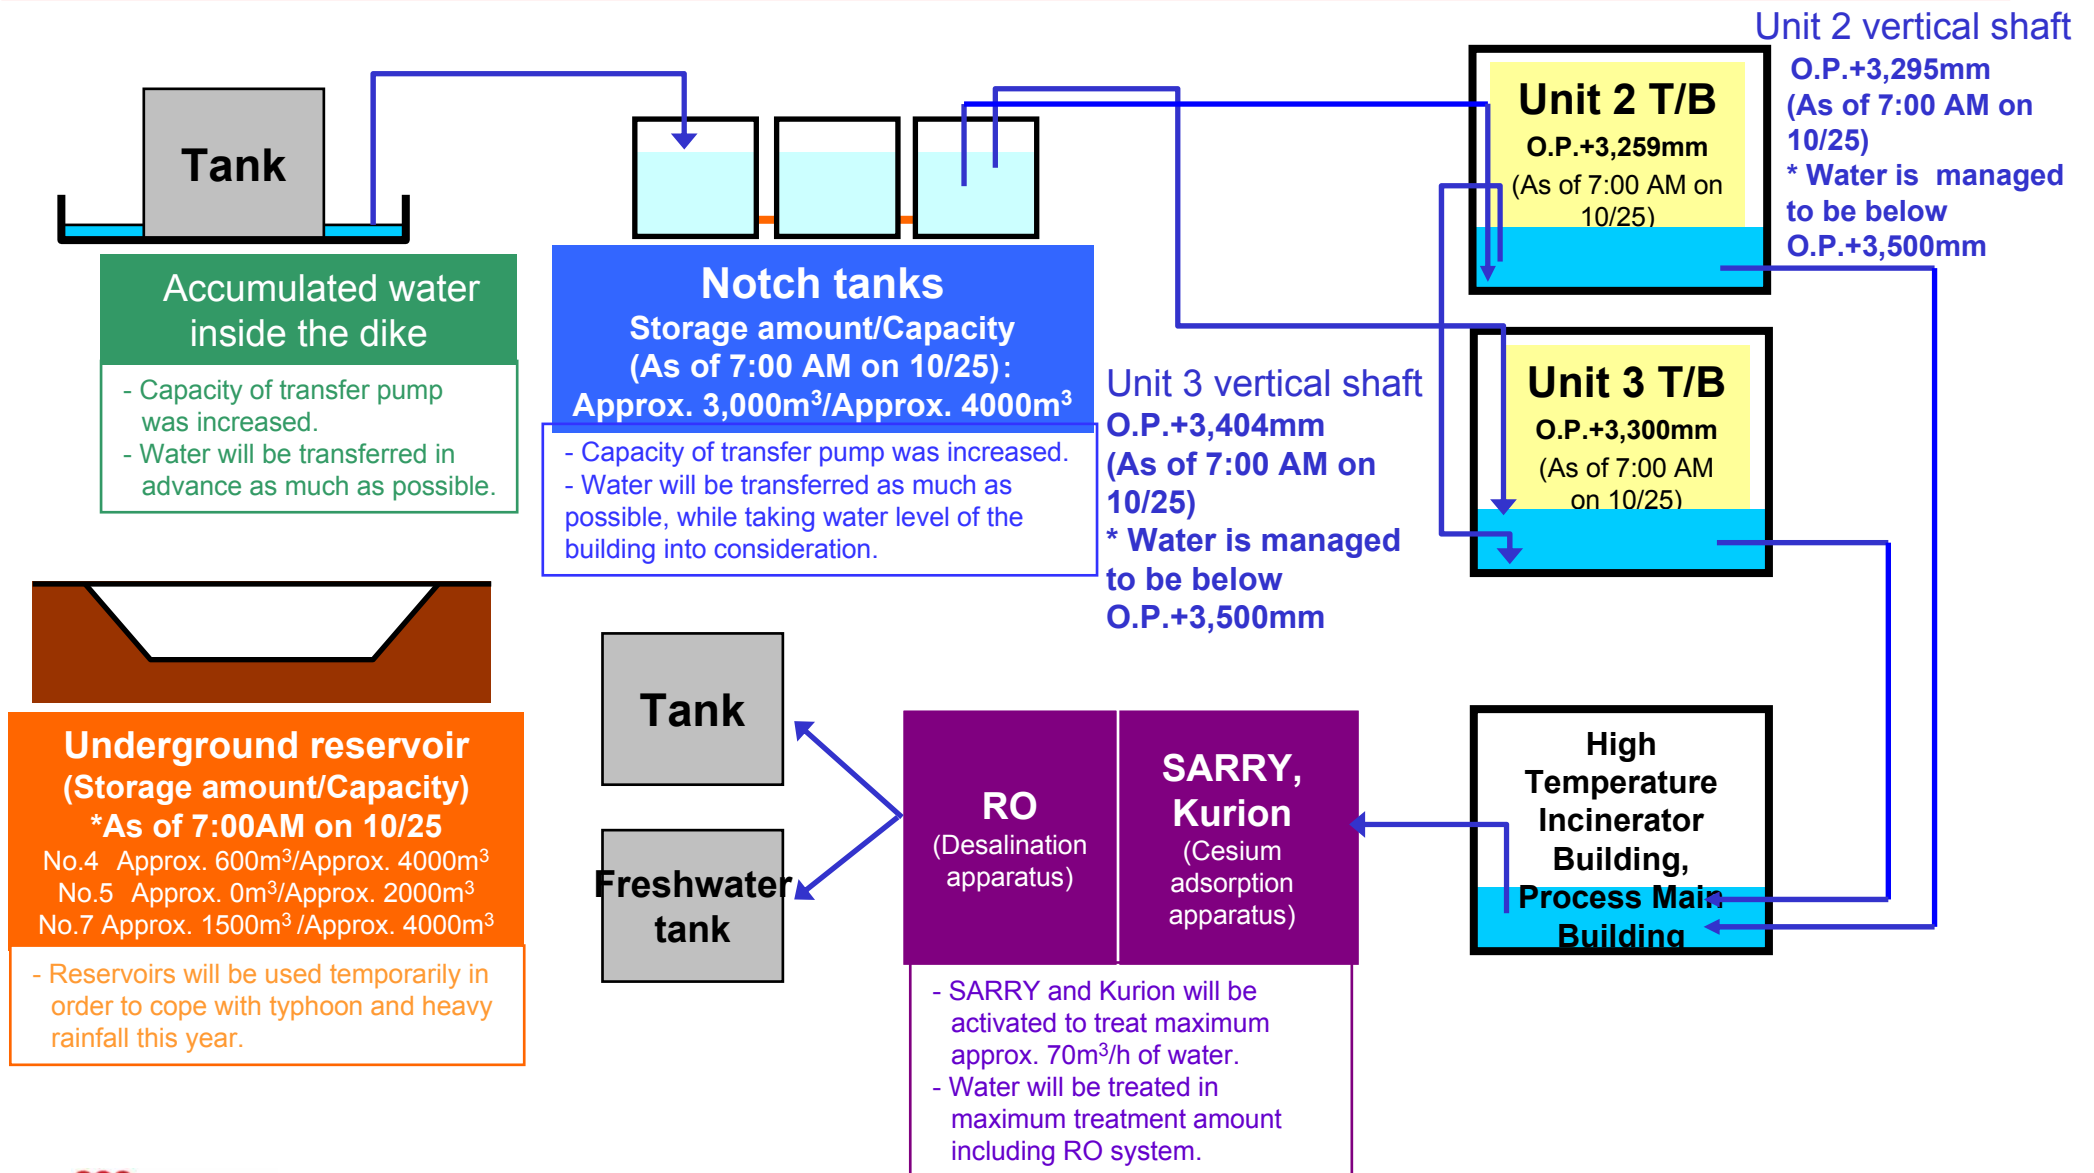 Tank
Accumulated water
inside the dike
- Capacity of transfer pump
was increased.
- Water will be transferred in
advance as much as possible.
Notch tanks
Storage amount/Capacity
(As of 7:00 AM on 10/25):
Approx. 3,000m³/Approx. 4000m³
- Capacity of transfer pump was increased.
- Water will be transferred as much as
possible, while taking water level of the
building into consideration.
Unit 2 T/B
O.P.+3,259mm
(As of 7:00 AM on
10/25)
Unit 2 vertical shaft
O.P.+3,295mm
(As of 7:00 AM on
10/25)
* Water is managed
to be below
O.P.+3,500mm
Unit 3 vertical shaft
O.P.+3,404mm
(As of 7:00 AM on
10/25)
* Water is managed
to be below
O.P.+3,500mm
Unit 3 T/B
O.P.+3,300mm
(As of 7:00 AM
on 10/25)
Underground reservoir
(Storage amount/Capacity)
*As of 7:00AM on 10/25
No.4 Approx. 600m³/Approx. 4000m³
No.5 Approx. 0m³/Approx. 2000m³
No.7 Approx. 1500m³ /Approx. 4000m³
- Reservoirs will be used temporarily in
order to cope with typhoon and heavy
rainfall this year.
Tank
Freshwater
tank
RO
(Desalination
apparatus)
SARRY,
Kurion
(Cesium
adsorption
apparatus)
- SARRY and Kurion will be
activated to treat maximum
approx. 70m³/h of water.
- Water will be treated in
maximum treatment amount
including RO system.
High
Temperature
Incinerator
Building,
Process Main
Building